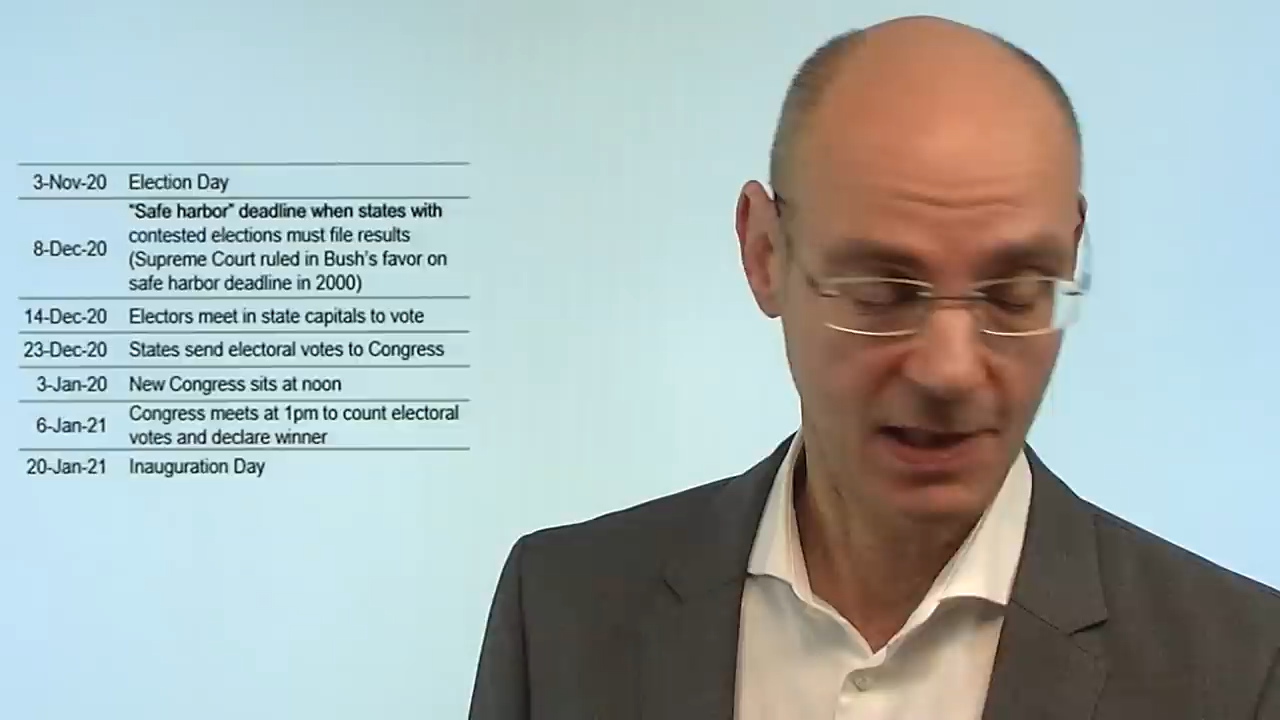 3-Nov-20 Election Day
"Safe harbor" deadline when states with
contested elections must file results
8-Dec-20
(Supreme Court ruled in Bush's favor on
safe harbor deadline in 2000)
14-Dec-20 Electors meet in state capitals to vote
23-Dec-20 States send electoral votes to Congress
3-Jan-20 New Congress sits at noon
Congress meets at 1pm to count electoral
6-Jan-21
votes and declare winner
20-Jan-21 Inauguration Day